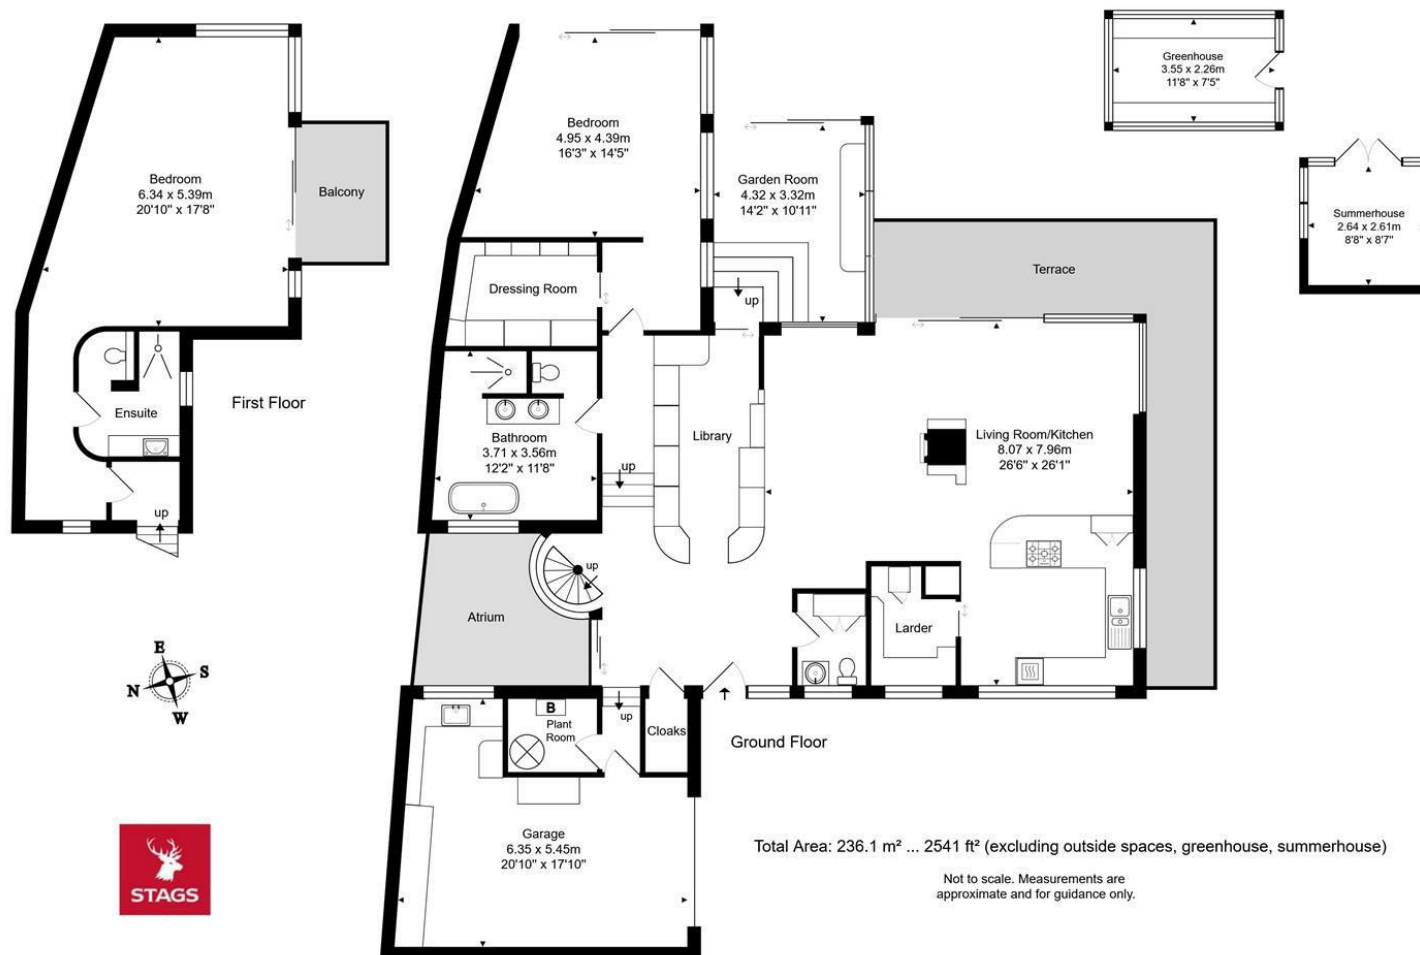 Bedroom
6.34 x 5.39m
20'10" x 17'8"
Balcony
Ensuite
up
First Floor
Bedroom
4.95 x 4.39m
16'3" x 14'5"
Garden Room
4.32 x 3.32m
14'2" x 10'11"
up
Dressing Room
Bathroom
3.71 x 3.56m
12'2" x 11'8"
up
Library
Living Room/Kitchen
8.07 x 7.96m
26'6" x 26'1"
Terrace
Greenhouse
3.55 x 2.26m
11'8" x 7'5"
Summerhouse
2.64 x 2.61m
8'8" x 8'7"
Atrium
up
Larder
E
S
N
W
B
Plant
Room
up
Cloaks
Ground Floor
Garage
6.35 x 5.45m
20'10" x 17'10"
STAGS
Total Area: 236.1 m² ... 2541 ft² (excluding outside spaces, greenhouse, summerhouse)
Not to scale. Measurements are
approximate and for guidance only.